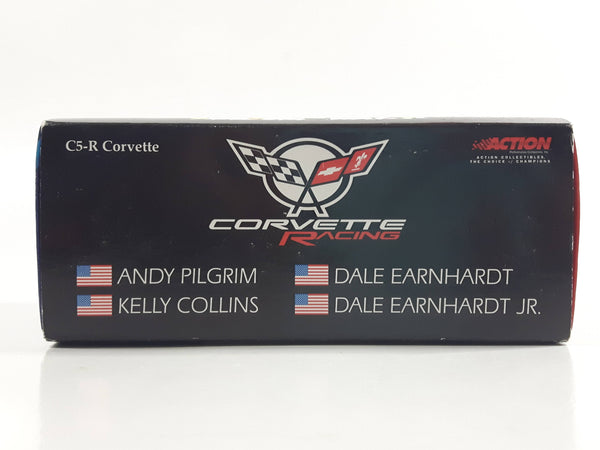 C5-R Corvette
ACTION
ACTION COLLECTIBLES,
THE CHOICE of CHAMPIONS
CORVETTE
RACING
ANDY PILGRIM
DALE EARNHARDT
KELLY COLLINS
DALE EARNHARDT JR.